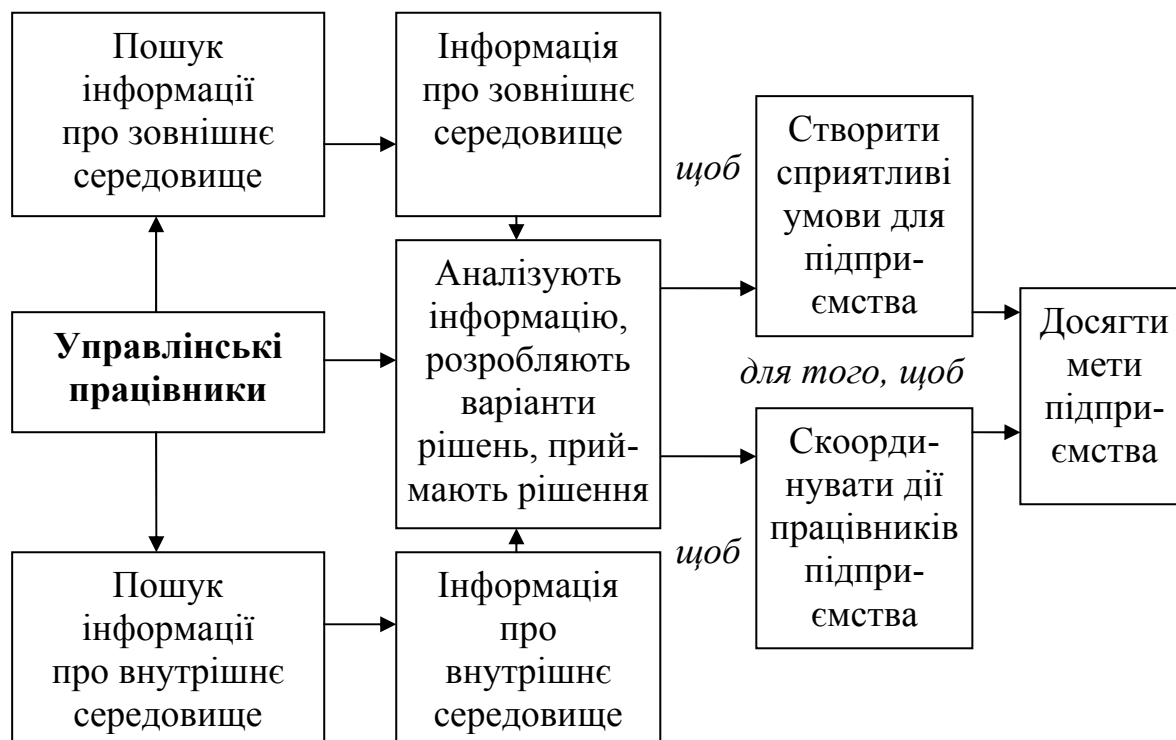 Пошук
інформації
про зовнішнє
середовище
Інформація
про зовнішнє
середовище
щоб
Створити
сприятливі
умови для
підпри-
ємства
Управлінські
працівники
Аналізують
інформацію,
розробляють
варіанти
рішень, прий-
мають рішення
для того, щоб
Досягти
мети
підпри-
ємства
Пошук
інформації
про внутрішнє
середовище
Інформація
про
внутрішнє
середовище
щоб
Скоорди-
нувати дії
працівників
підпри-
ємства